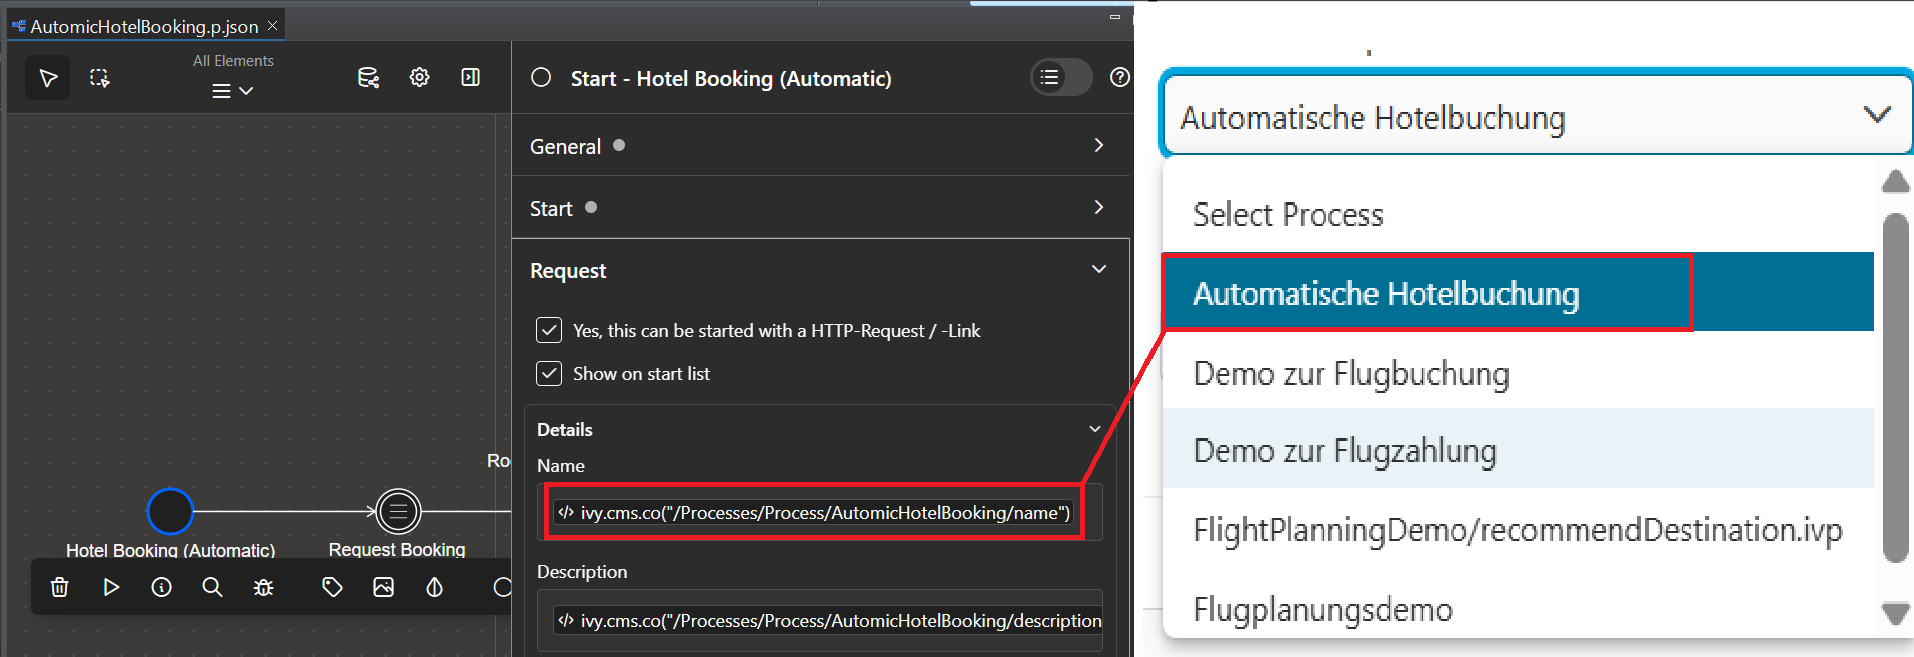 AutomicHotelBooking.p.json
All Elements
Start - Hotel Booking (Automatic)
General
Start
Request
Yes, this can be started with a HTTP-Request / -Link
Show on start list
Details
Name
ivy.cms.co("/Processes/Process/AutomicHotelBooking/name")
Description
ivy.cms.co("/Processes/Process/AutomicHotelBooking/description
Roo
Hotel Booking (Automatic)
Request Booking
Automatische Hotelbuchung
Select Process
Automatische Hotelbuchung
Demo zur Flugbuchung
Demo zur Flugzahlung
FlightPlanningDemo/recommendDestination.ivp
Flugplanungsdemo